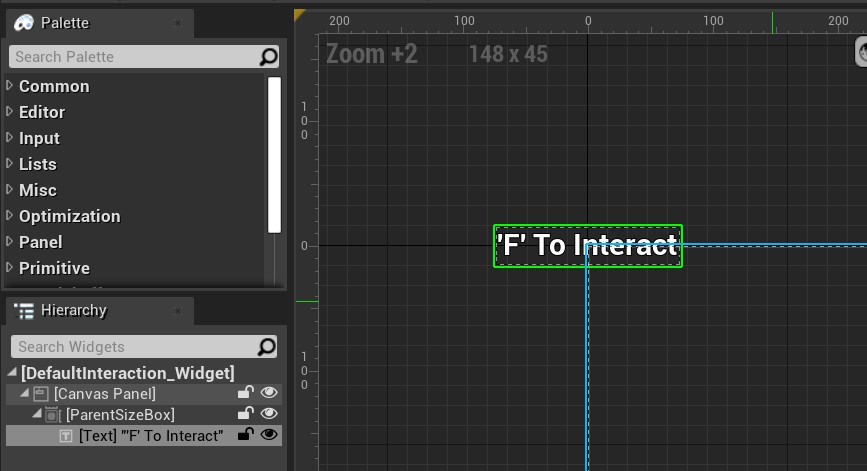 Palette
Search Palette
Common
Editor
Input
Lists
Misc
Optimization
Panel
Primitive
Hierarchy
Search Widgets
[DefaultInteraction_Widget]
[Canvas Panel]
[ParentSizeBox]
[Text] "'F' To Interact"
200 100 0 100 200
Zoom +2 148 x 45
100
0
100
'F' To Interact